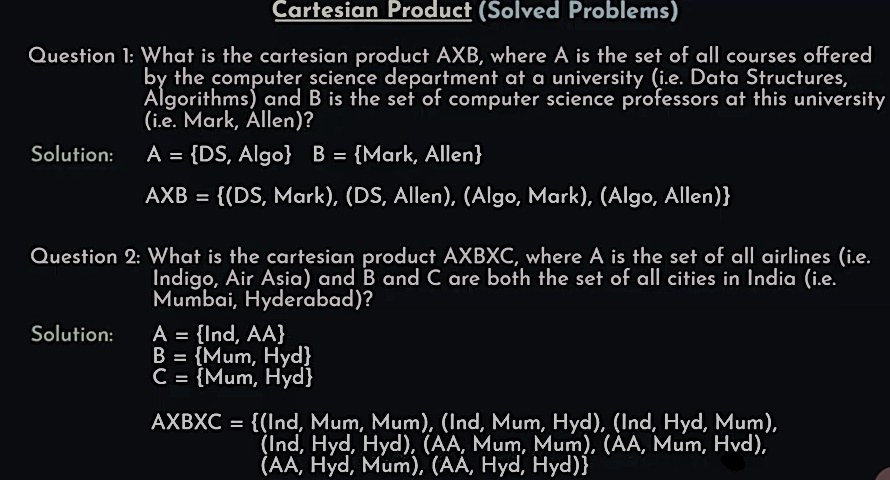 Cartesian Product (Solved Problems)
Question 1: What is the cartesian product AXB, where A is the set of all courses offered
by the computer science department at a university (i.e. Data Structures,
Algorithms) and B is the set of computer science professors at this university
(i.e. Mark, Allen)?
Solution: A = {DS, Algo} B = {Mark, Allen}
AXB = {(DS, Mark), (DS, Allen), (Algo, Mark), (Algo, Allen)}
Question 2: What is the cartesian product AXBXC, where A is the set of all airlines (i.e.
Indigo, Air Asia) and B and C are both the set of all cities in India (i.e.
Mumbai, Hyderabad)?
Solution: A = {Ind, AA}
B = {Mum, Hyd}
C = {Mum, Hyd}
AXBXC = {(Ind, Mum, Mum), (Ind, Mum, Hyd), (Ind, Hyd, Mum),
(Ind, Hyd, Hyd), (AA, Mum, Mum), (AA, Mum, Hyd),
(AA, Hyd, Mum), (AA, Hyd, Hyd)}